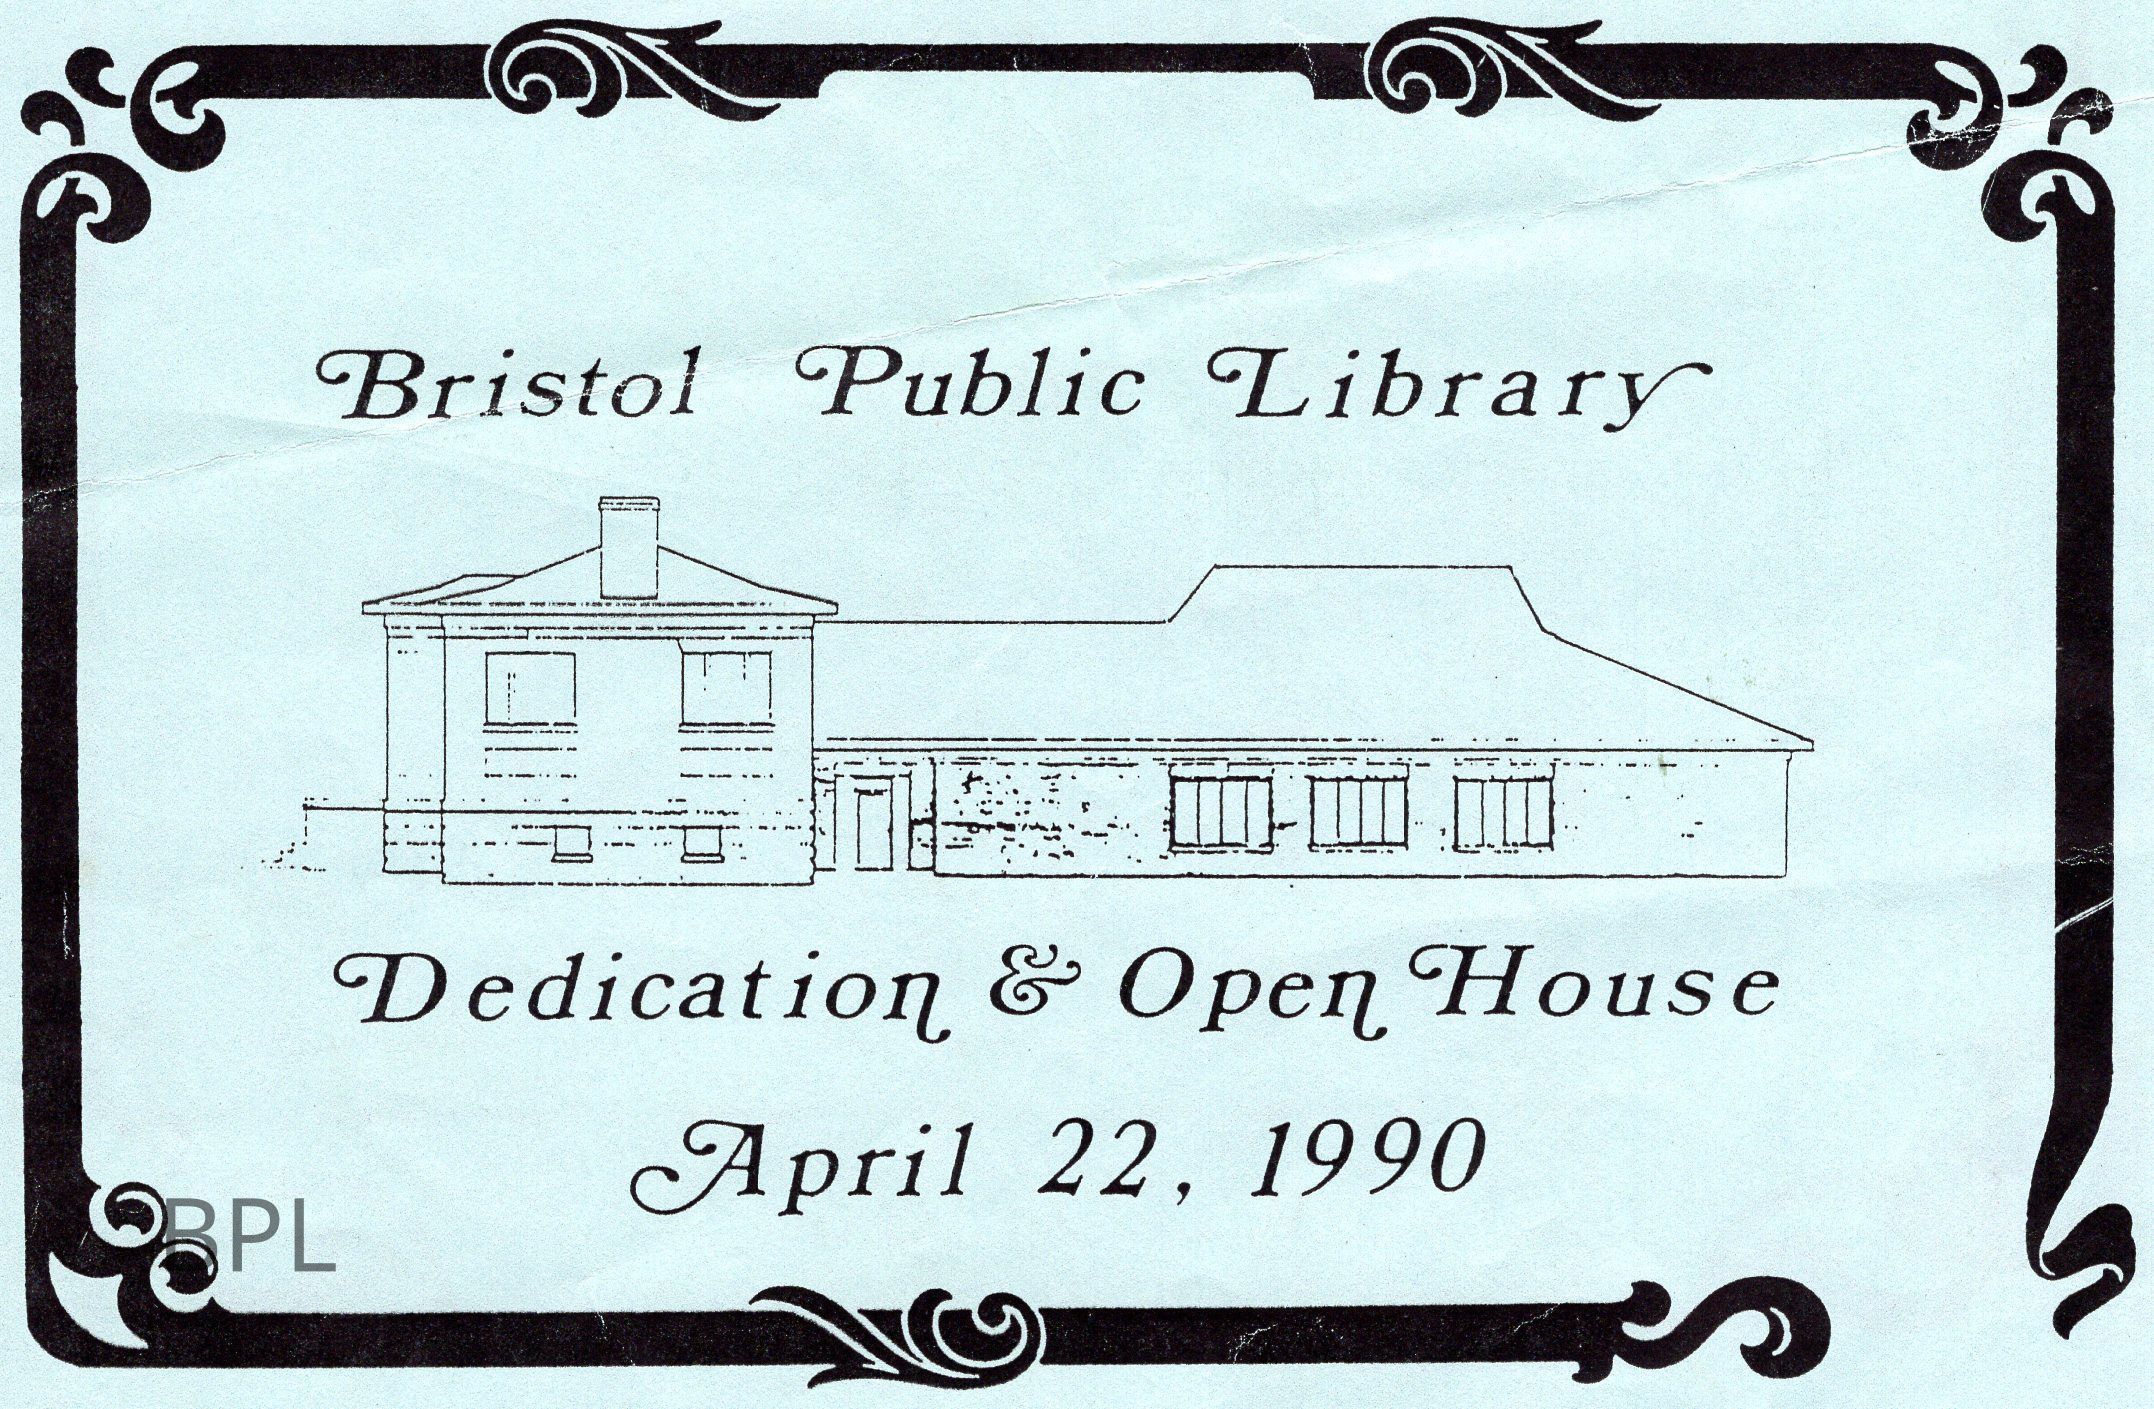 Bristol Public Library
Dedication & Open House
April 22, 1990
BPL